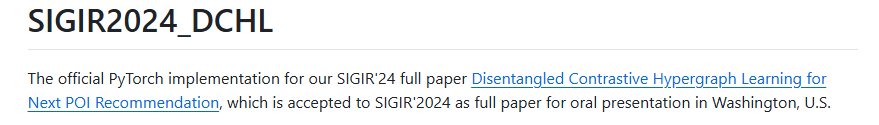 SIGIR2024_DCHL
The official PyTorch implementation for our SIGIR'24 full paper Disentangled Contrastive Hypergraph Learning for
Next POI Recommendation, which is accepted to SIGIR'2024 as full paper for oral presentation in Washington, U.S.